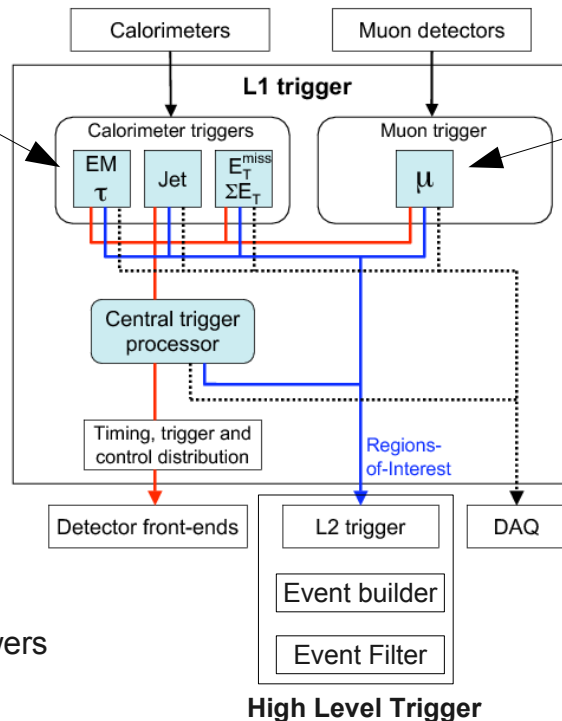 Calorimeters
Muon detectors
L1 trigger
Calorimeter triggers
Muon trigger
EM
τ
Jet
E_T^miss
ΣE_T
μ
Central trigger
processor
Timing, trigger and
control distribution
Regions-
of-Interest
Detector front-ends
L2 trigger
DAQ
Event builder
Event Filter
High Level Trigger